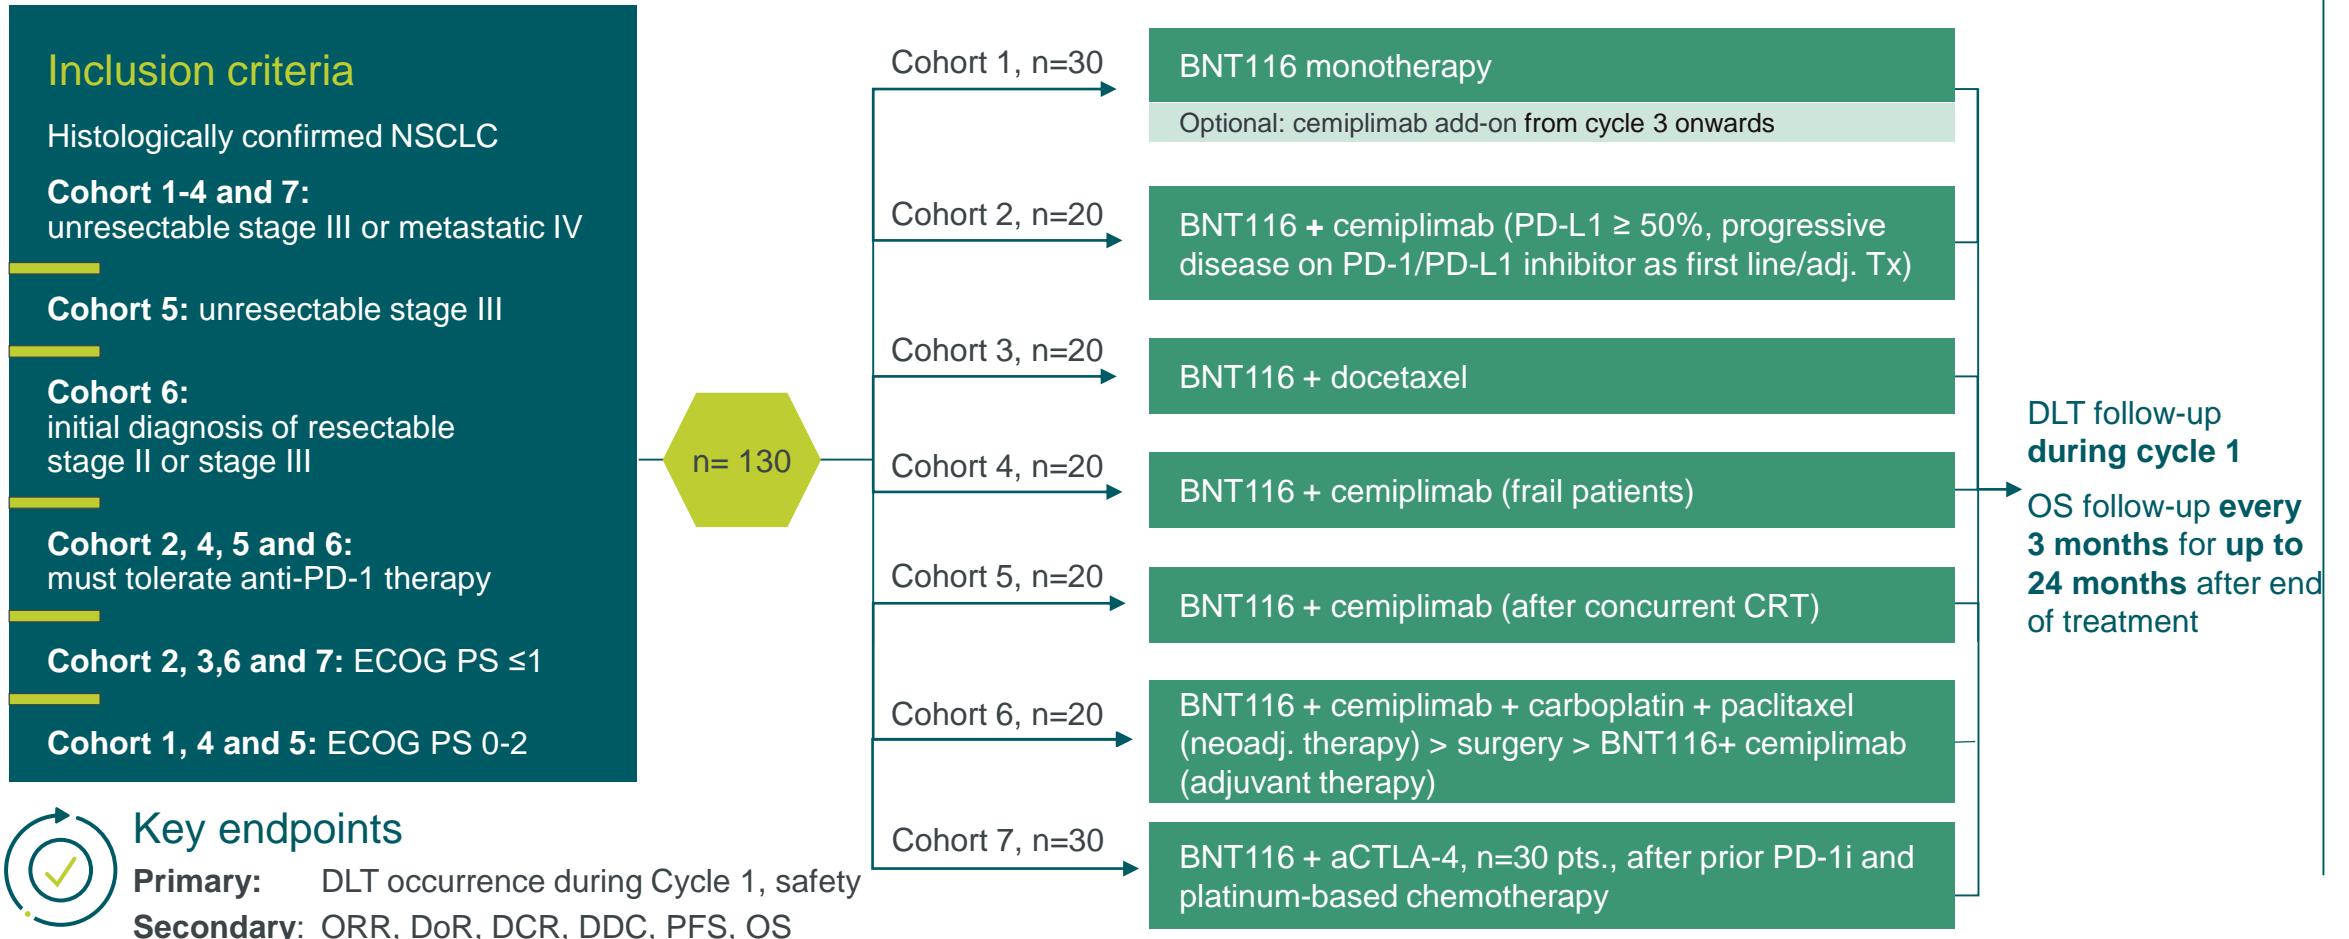 Inclusion criteria
Histologically confirmed NSCLC
Cohort 1-4 and 7:
unresectable stage III or metastatic IV
Cohort 5: unresectable stage III
Cohort 6:
initial diagnosis of resectable
stage II or stage III
Cohort 2, 4, 5 and 6:
must tolerate anti-PD-1 therapy
Cohort 2, 3,6 and 7: ECOG PS ≤1
Cohort 1, 4 and 5: ECOG PS 0-2
Key endpoints
Primary: DLT occurrence during Cycle 1, safety
Secondary: ORR, DoR, DCR, DDC, PFS, OS
n= 130
Cohort 1, n=30
BNT116 monotherapy
Optional: cemiplimab add-on from cycle 3 onwards
Cohort 2, n=20
BNT116 + cemiplimab (PD-L1 ≥ 50%, progressive
disease on PD-1/PD-L1 inhibitor as first line/adj. Tx)
Cohort 3, n=20
BNT116 + docetaxel
Cohort 4, n=20
BNT116 + cemiplimab (frail patients)
Cohort 5, n=20
BNT116 + cemiplimab (after concurrent CRT)
Cohort 6, n=20
BNT116 + cemiplimab + carboplatin + paclitaxel
(neoadj. therapy) > surgery > BNT116+ cemiplimab
(adjuvant therapy)
Cohort 7, n=30
BNT116 + aCTLA-4, n=30 pts., after prior PD-1i and
platinum-based chemotherapy
DLT follow-up
during cycle 1
OS follow-up every
3 months for up to
24 months after end
of treatment